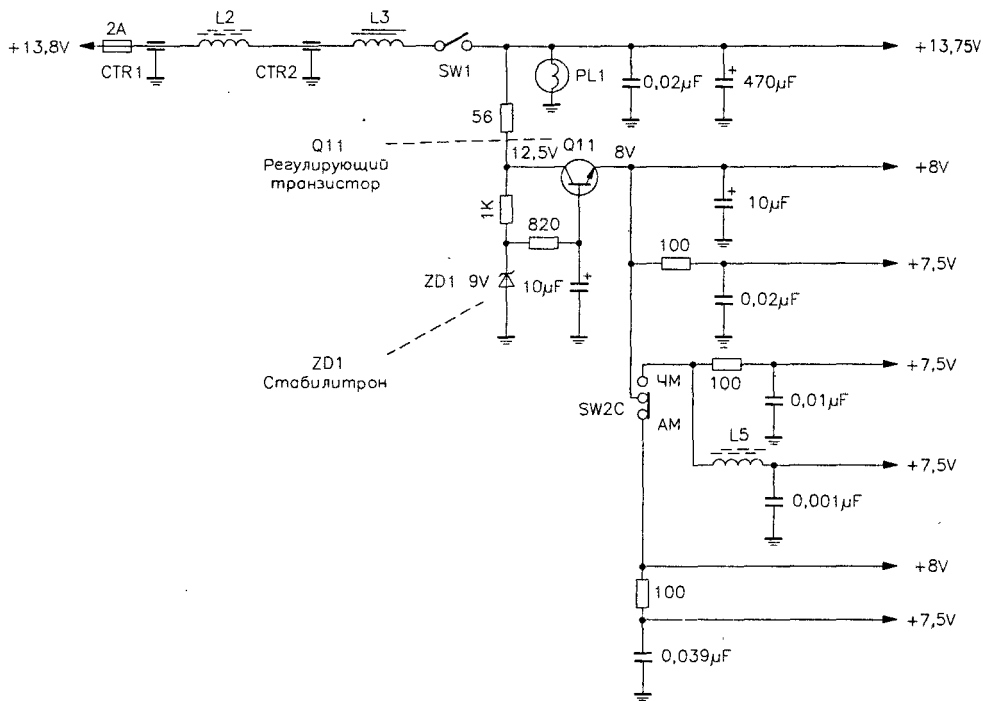 2A
L2
L3
+13,8V
CTR1
CTR2
SW1
PL1
0,02µF
470µF
+13,75V
56
Q11
Регулирующий
транзистор
12,5V
Q11
8V
+8V
1K
820
10µF
100
+7,5V
ZD1 9V
10µF
0,02µF
ZD1
Стабилитрон
ЧМ
100
+7,5V
SW2C
AM
0,01µF
L5
+7,5V
0,001µF
+8V
100
+7,5V
0,039µF